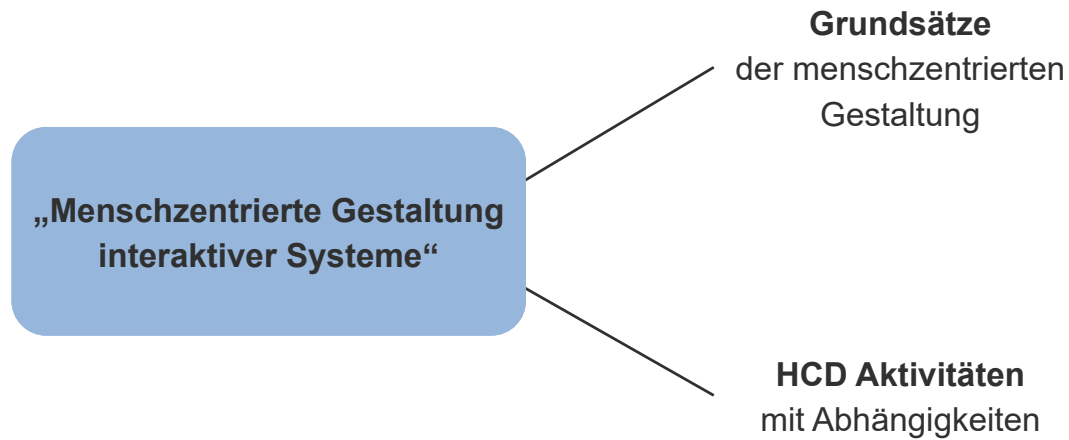 Grundsätze
der menschzentrierten
Gestaltung
„Menschzentrierte Gestaltung
interaktiver Systeme“
HCD Aktivitäten
mit Abhängigkeiten